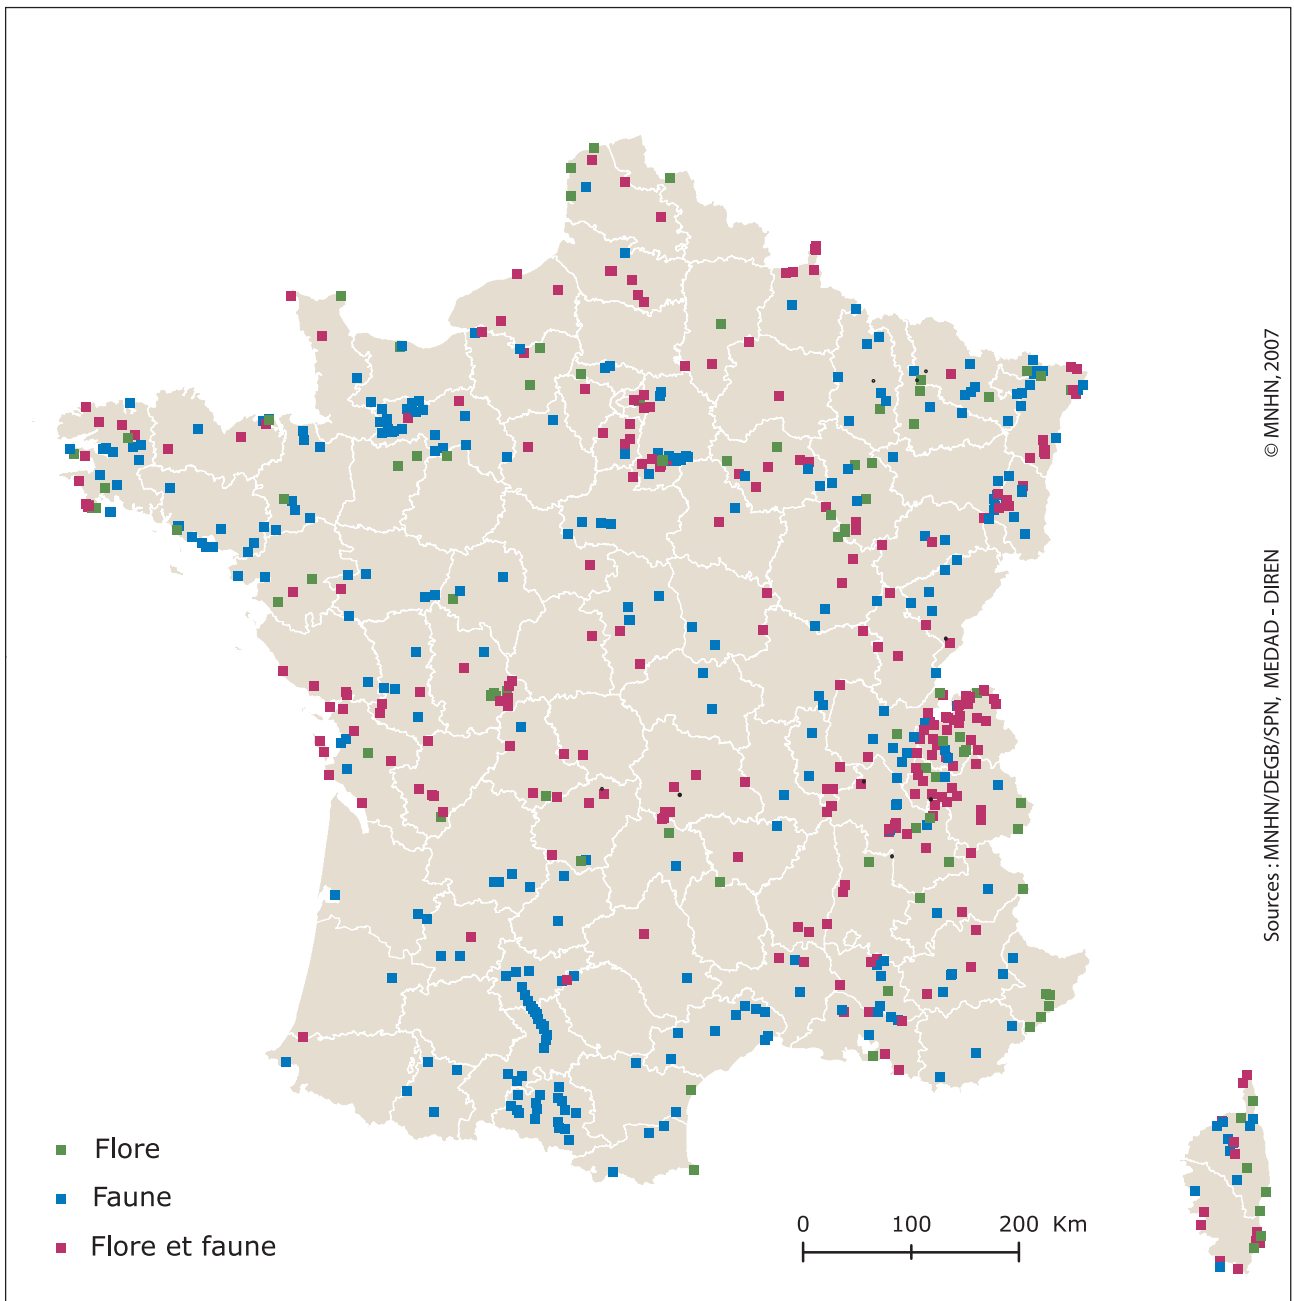 © MNHN, 2007
Sources : MNHN/DEGB/SPN, MEDAD - DIREN
Flore
Faune
Flore et faune
0 100 200 Km